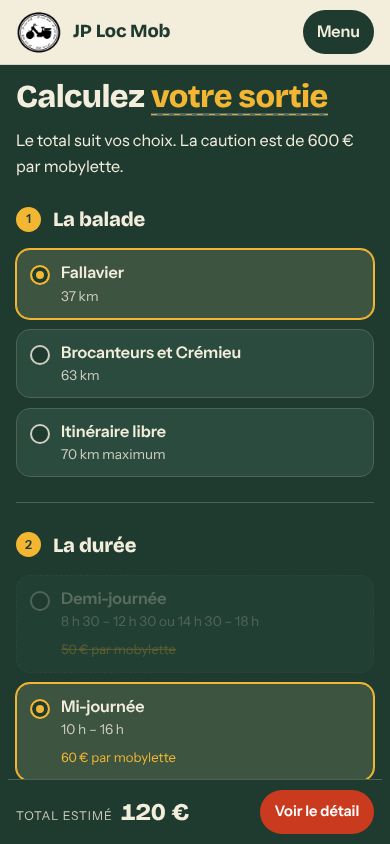 JP Loc Mob
Menu
Calculez votre sortie
Le total suit vos choix. La caution est de 600 €
par mobylette.
1 La balade
Fallavier
37 km
Brocanteurs et Crémieu
63 km
Itinéraire libre
70 km maximum
2 La durée
Demi-journée
8 h 30 – 12 h 30 ou 14 h 30 – 18 h
50 € par mobylette
Mi-journée
10 h – 16 h
60 € par mobylette
TOTAL ESTIMÉ 120 €
Voir le détail